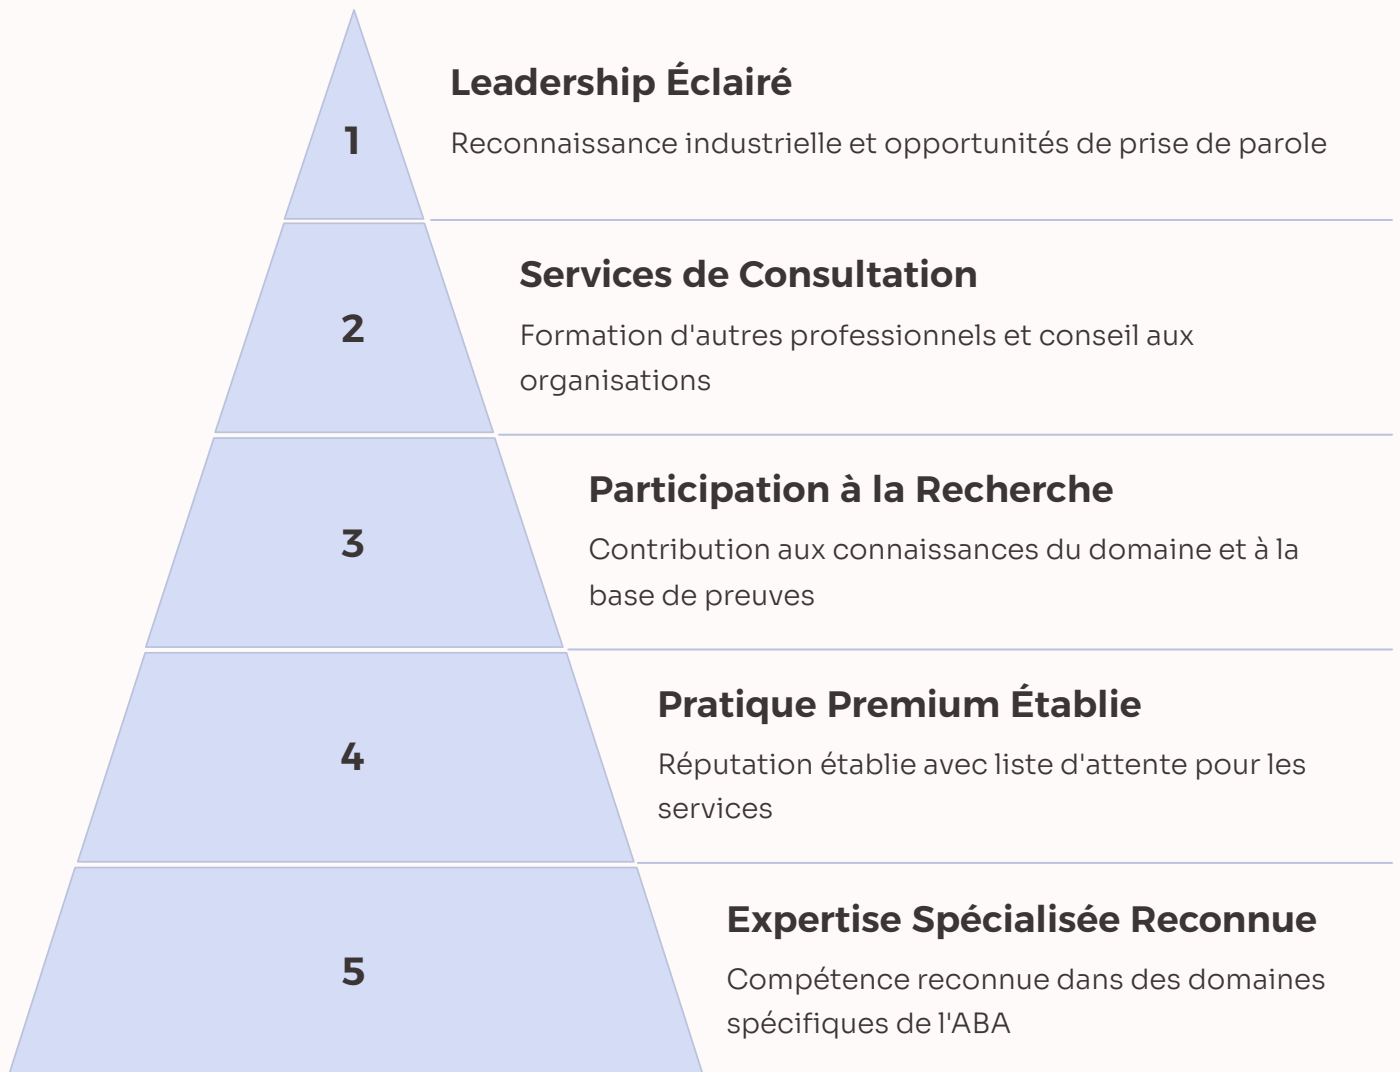 1
Leadership Éclairé
Reconnaissance industrielle et opportunités de prise de parole
2
Services de Consultation
Formation d'autres professionnels et conseil aux
organisations
3
Participation à la Recherche
Contribution aux connaissances du domaine et à la
base de preuves
4
Pratique Premium Établie
Réputation établie avec liste d'attente pour les
services
5
Expertise Spécialisée Reconnue
Compétence reconnue dans des domaines
spécifiques de l'ABA